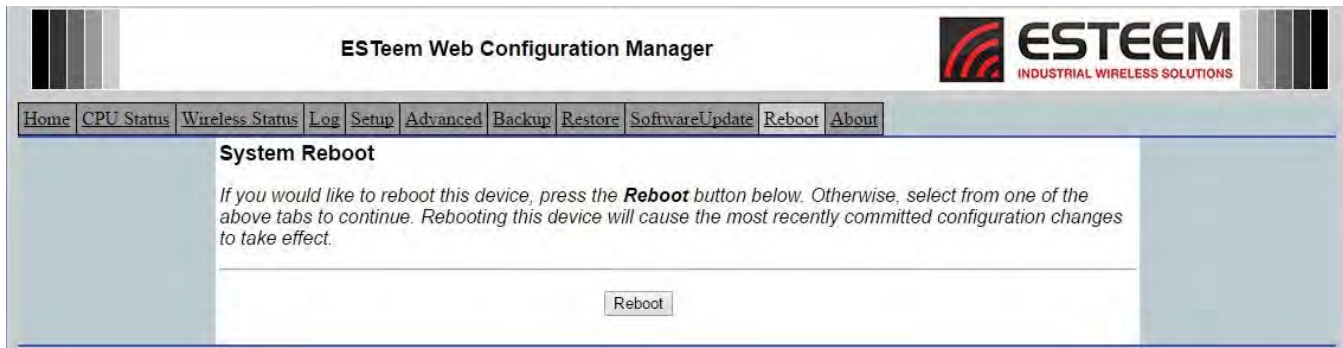 ESTeem Web Configuration Manager
ESTEEM
INDUSTRIAL WIRELESS SOLUTIONS
Home CPU Status Wireless Status Log Setup Advanced Backup Restore SoftwareUpdate Reboot About
System Reboot
If you would like to reboot this device, press the Reboot button below. Otherwise, select from one of the
above tabs to continue. Rebooting this device will cause the most recently committed configuration changes
to take effect.
Reboot